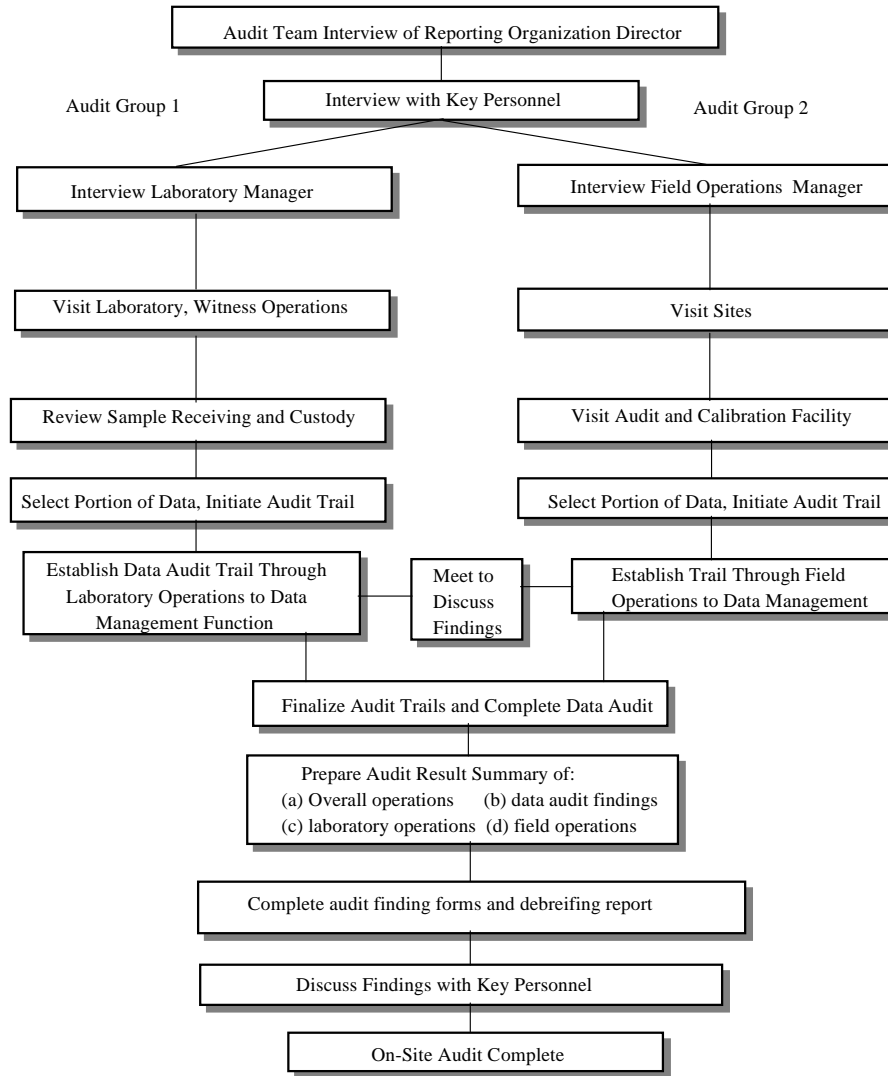 Audit Team Interview of Reporting Organization Director
Interview with Key Personnel
Audit Group 1
Audit Group 2
Interview Laboratory Manager
Interview Field Operations Manager
Visit Laboratory, Witness Operations
Visit Sites
Review Sample Receiving and Custody
Visit Audit and Calibration Facility
Select Portion of Data, Initiate Audit Trail
Select Portion of Data, Initiate Audit Trail
Establish Data Audit Trail Through
Laboratory Operations to Data
Management Function
Meet to
Discuss
Findings
Establish Trail Through Field
Operations to Data Management
Finalize Audit Trails and Complete Data Audit
Prepare Audit Result Summary of:
(a) Overall operations (b) data audit findings
(c) laboratory operations (d) field operations
Complete audit finding forms and debreifing report
Discuss Findings with Key Personnel
On-Site Audit Complete